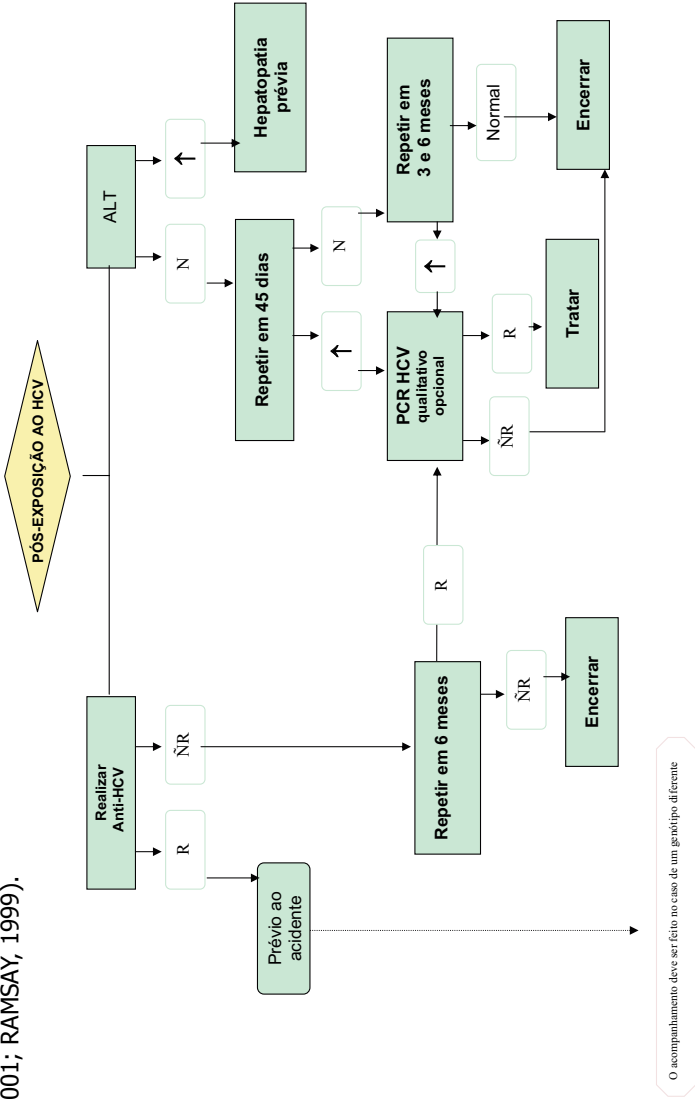 001; RAMSAY, 1999).
PÓS-EXPOSIÇÃO AO HCV
Realizar
Anti-HCV
ALT
R
ÑR
N
↑
Prévio ao
acidente
Repetir em 45 dias
Hepatopatia
prévia
↑
N
Repetir em 6 meses
R
PCR HCV
qualitativo
opcional
↑
Repetir em
3 e 6 meses
ÑR
ÑR
R
Normal
Encerrar
Tratar
Encerrar
O acompanhamento deve ser feito no caso de um genótipo diferente